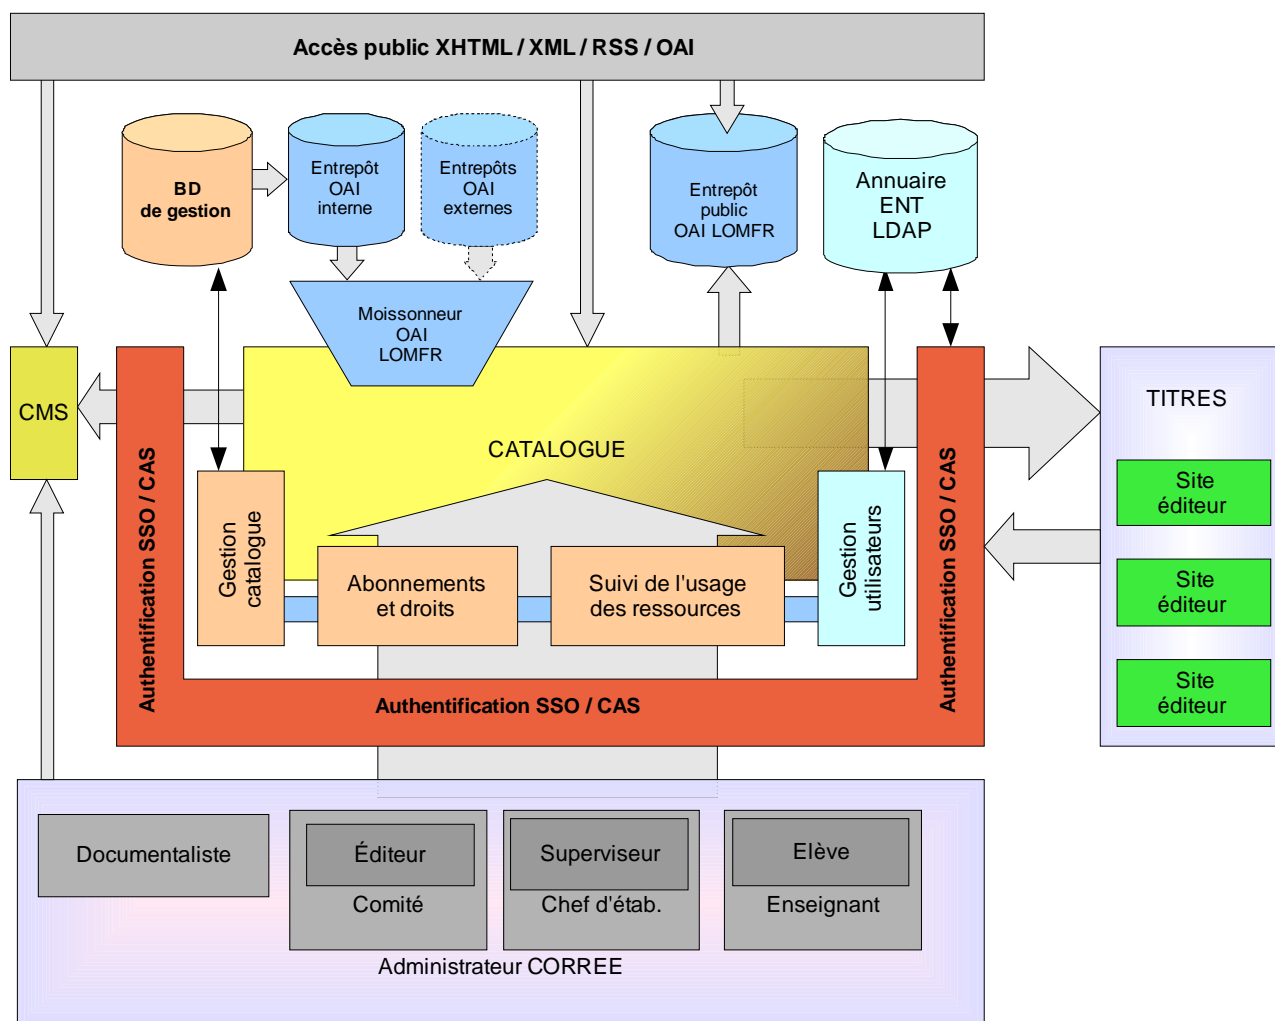 Accès public XHTML / XML / RSS / OAI
BD
de gestion
Entrepôt
OAI
interne
Entrepôts
OAI
externes
Entrepôt
public
OAI LOMFR
Annuaire
ENT
LDAP
Moissonneur
OAI
LOMFR
CMS
CATALOGUE
TITRES
Site
éditeur
Site
éditeur
Site
éditeur
Authentification SSO / CAS
Gestion
catalogue
Abonnements
et droits
Suivi de l'usage
des ressources
Gestion
utilisateurs
Authentification SSO / CAS
Authentification SSO / CAS
Documentaliste
Éditeur
Comité
Superviseur
Chef d'étab.
Elève
Enseignant
Administrateur CORREE